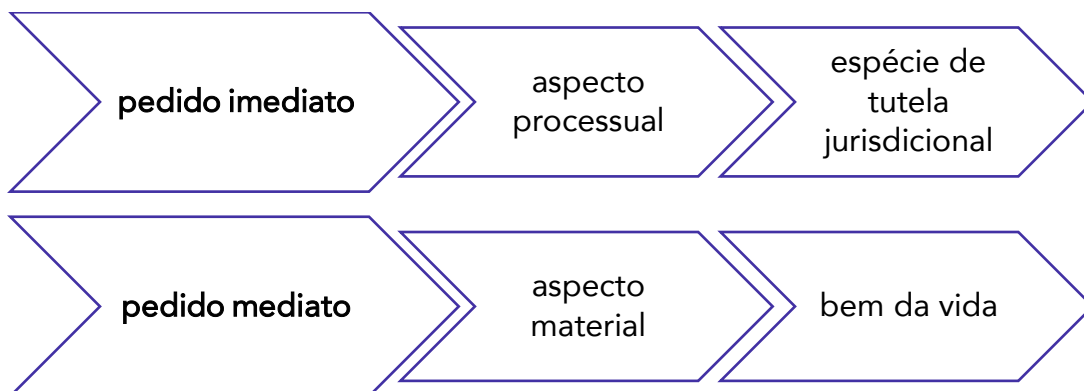 pedido imediato
aspecto
processual
espécie de
tutela
jurisdicional
pedido mediato
aspecto
material
bem da vida